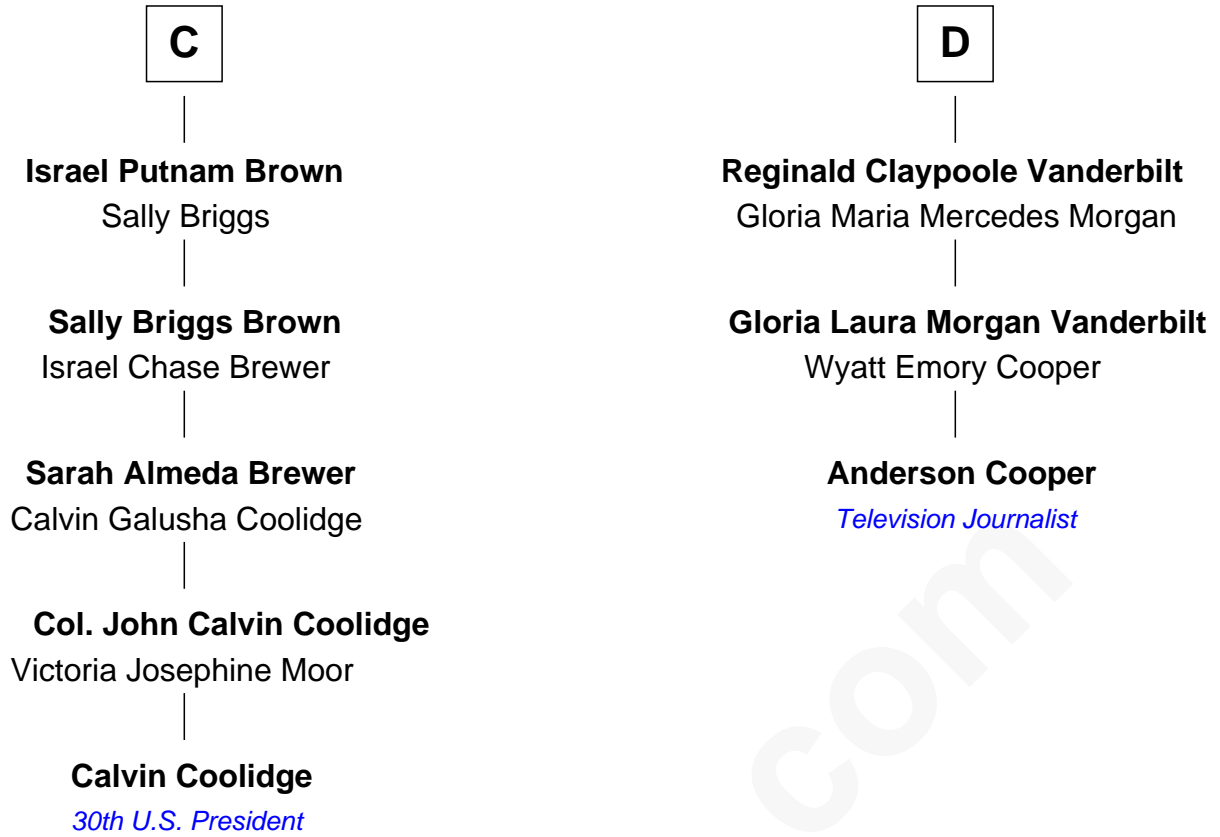 C
Israel Putnam Brown
Sally Briggs
Sally Briggs Brown
Israel Chase Brewer
Sarah Almeda Brewer
Calvin Galusha Coolidge
Col. John Calvin Coolidge
Victoria Josephine Moor
Calvin Coolidge
30th U.S. President
D
Reginald Claypoole Vanderbilt
Gloria Maria Mercedes Morgan
Gloria Laura Morgan Vanderbilt
Wyatt Emory Cooper
Anderson Cooper
Television Journalist
com